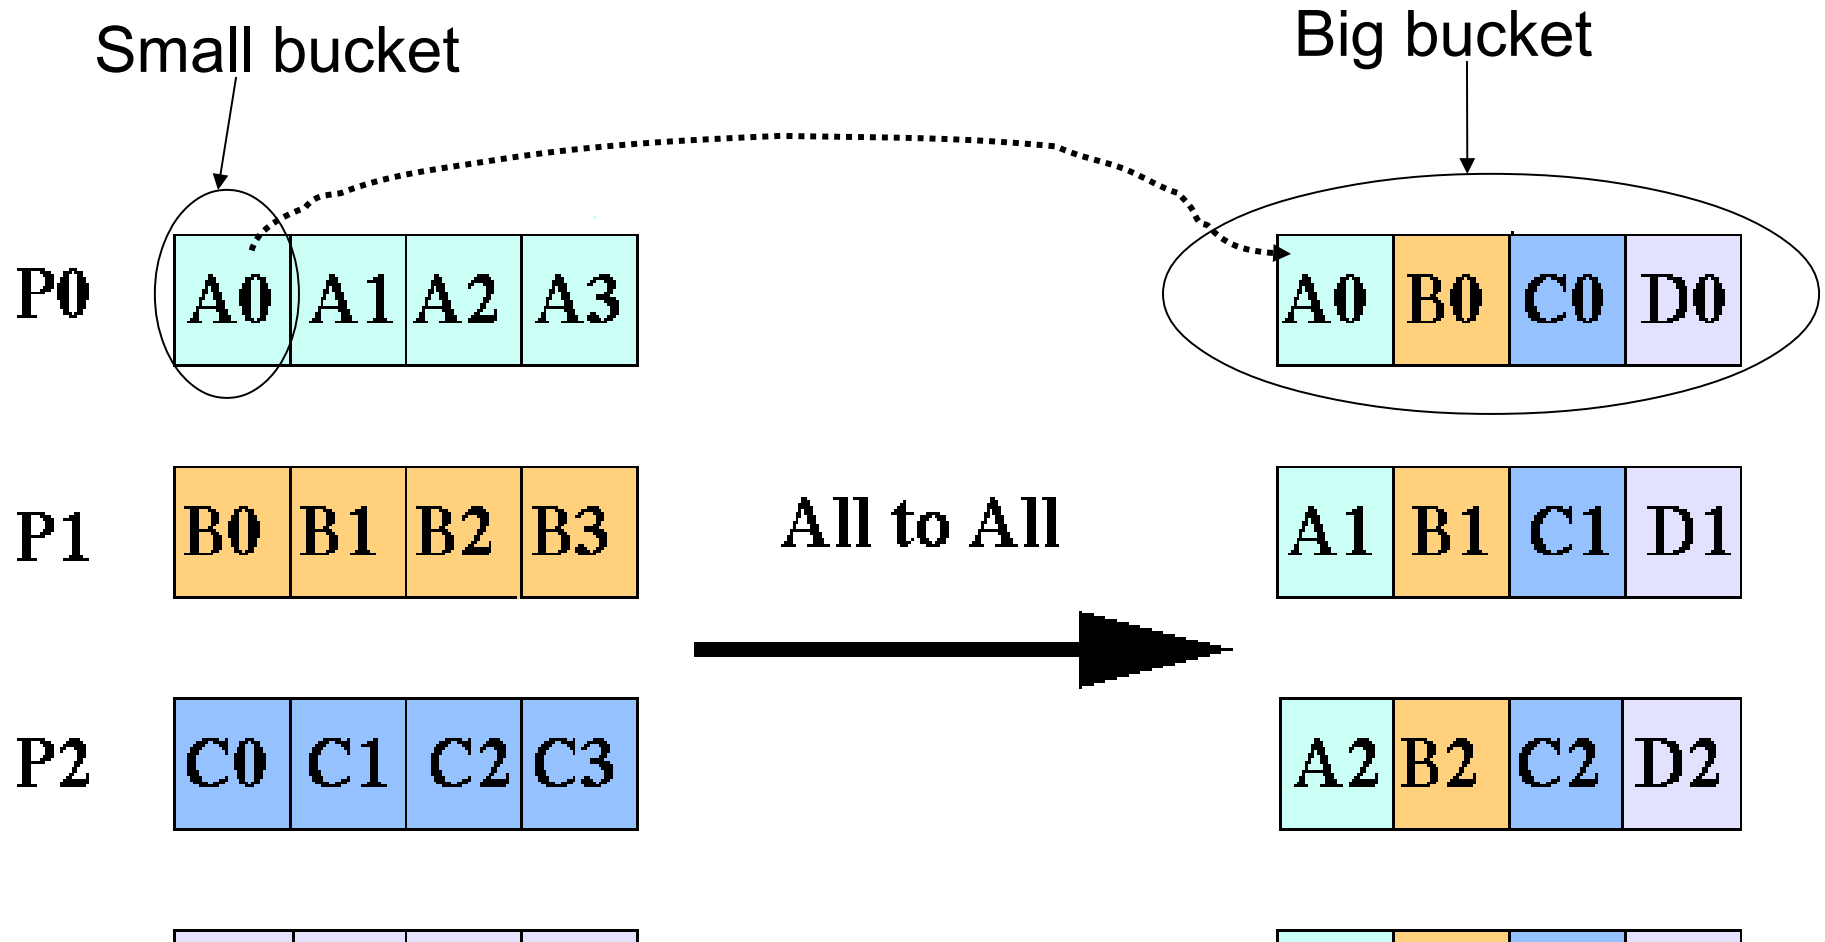 Small bucket
Big bucket
P0 A0 A1 A2 A3 A0 B0 C0 D0
P1 B0 B1 B2 B3 All to All A1 B1 C1 D1
P2 C0 C1 C2 C3 A2 B2 C2 D2